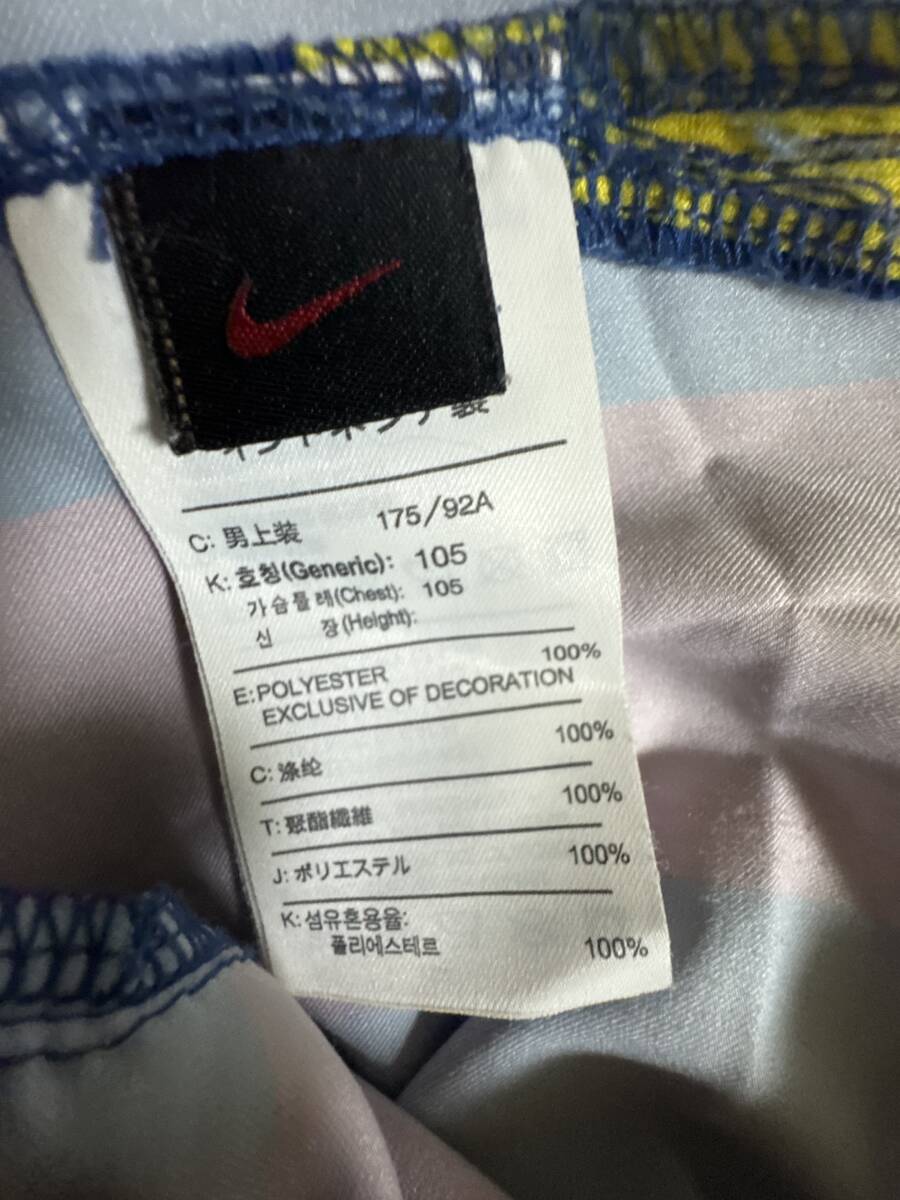 C: 男上装 175/92A
K: 호칭(Generic): 105
가슴둘레(Chest): 105
신 장(Height):
E:POLYESTER 100%
EXCLUSIVE OF DECORATION
C: 涤纶 100%
T: 聚酯纖維 100%
J: ポリエステル 100%
K: 섬유혼용율:
폴리에스테르 100%